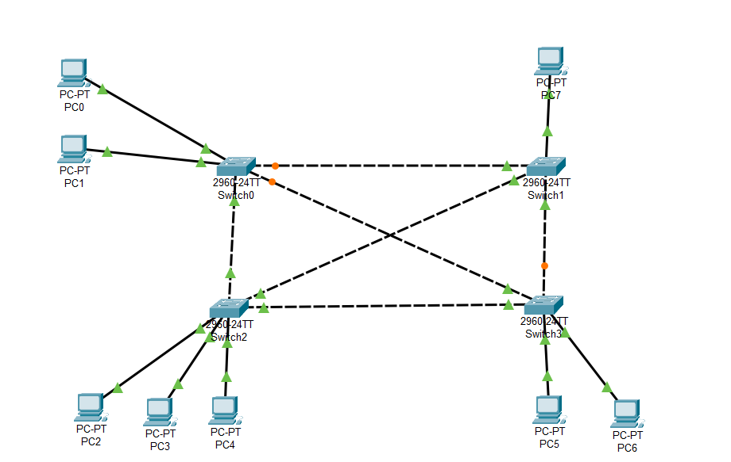 PC-PT
PC0
PC-PT
PC7
PC-PT
PC1
2960-24TT
Switch0
2960-24TT
Switch1
2960-24TT
Switch2
2960-24TT
Switch3
PC-PT
PC2
PC-PT
PC3
PC-PT
PC4
PC-PT
PC5
PC-PT
PC6